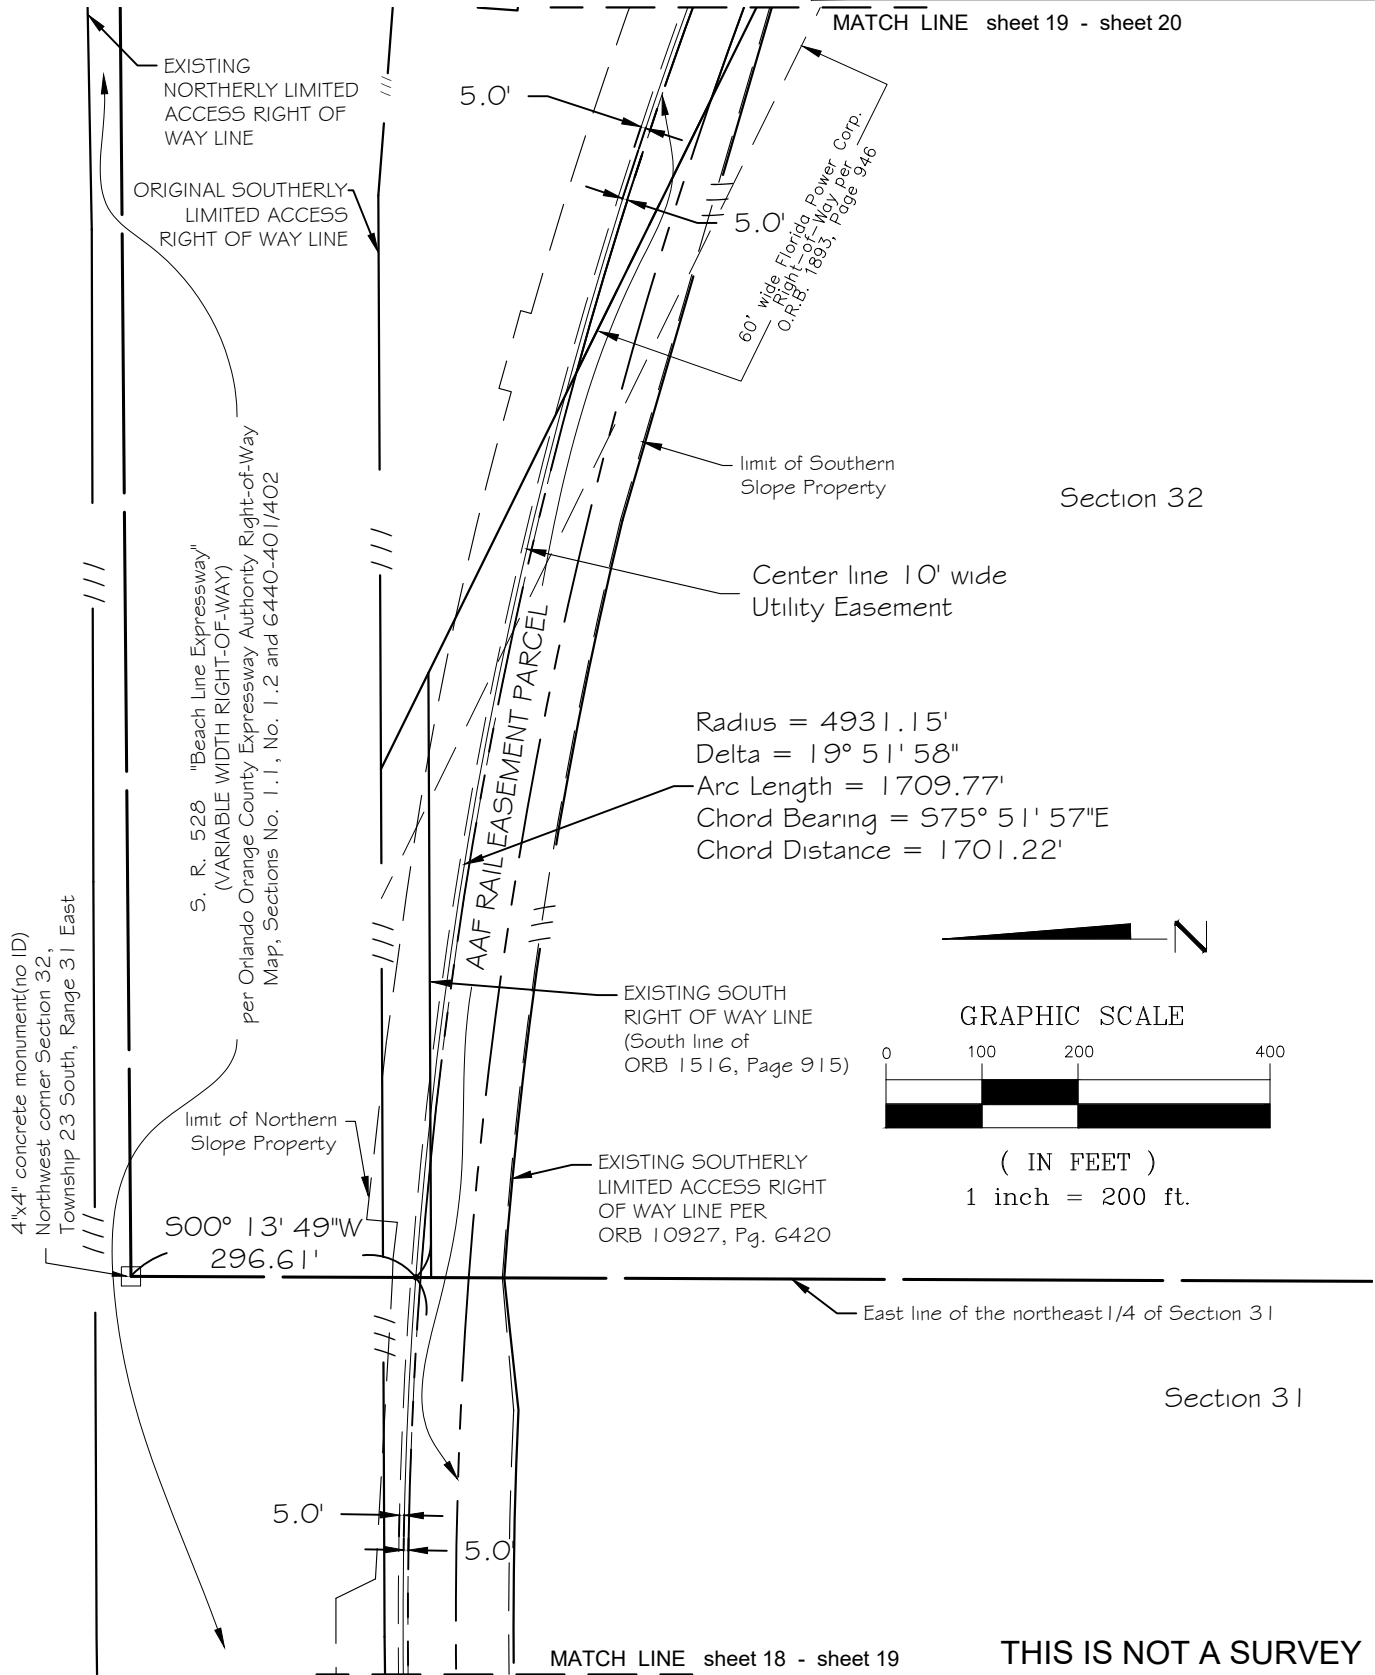 MATCH LINE sheet 19 - sheet 20
EXISTING
NORTHERLY LIMITED
ACCESS RIGHT OF
WAY LINE
5.0'
ORIGINAL SOUTHERLY
LIMITED ACCESS
RIGHT OF WAY LINE
5.0'
60' wide Florida Power Corp.
Right-of-Way per
O.R.B. 1893, Page 946
limit of Southern
Slope Property
Section 32
Center line 10' wide
Utility Easement
S. R. 528 "Beach Line Expressway"
(VARIABLE WIDTH RIGHT-OF-WAY)
per Orlando Orange County Expressway Authority Right-of-Way
Map, Sections No. 1.1, No. 1.2 and 6440-401/402
AAF RAIL EASEMENT PARCEL
Radius = 4931.15'
Delta = 19° 51' 58"
Arc Length = 1709.77'
Chord Bearing = S75° 51' 57"E
Chord Distance = 1701.22'
4"x4" concrete monument(no ID)
Northwest corner Section 32,
Township 23 South, Range 31 East
N
EXISTING SOUTH
RIGHT OF WAY LINE
(South line of
ORB 1516, Page 915)
GRAPHIC SCALE
0 100 200 400
( IN FEET )
1 inch = 200 ft.
limit of Northern
Slope Property
EXISTING SOUTHERLY
LIMITED ACCESS RIGHT
OF WAY LINE PER
ORB 10927, Pg. 6420
S00° 13' 49"W
296.61'
East line of the northeast 1/4 of Section 31
Section 31
5.0'
5.0'
MATCH LINE sheet 18 - sheet 19
THIS IS NOT A SURVEY